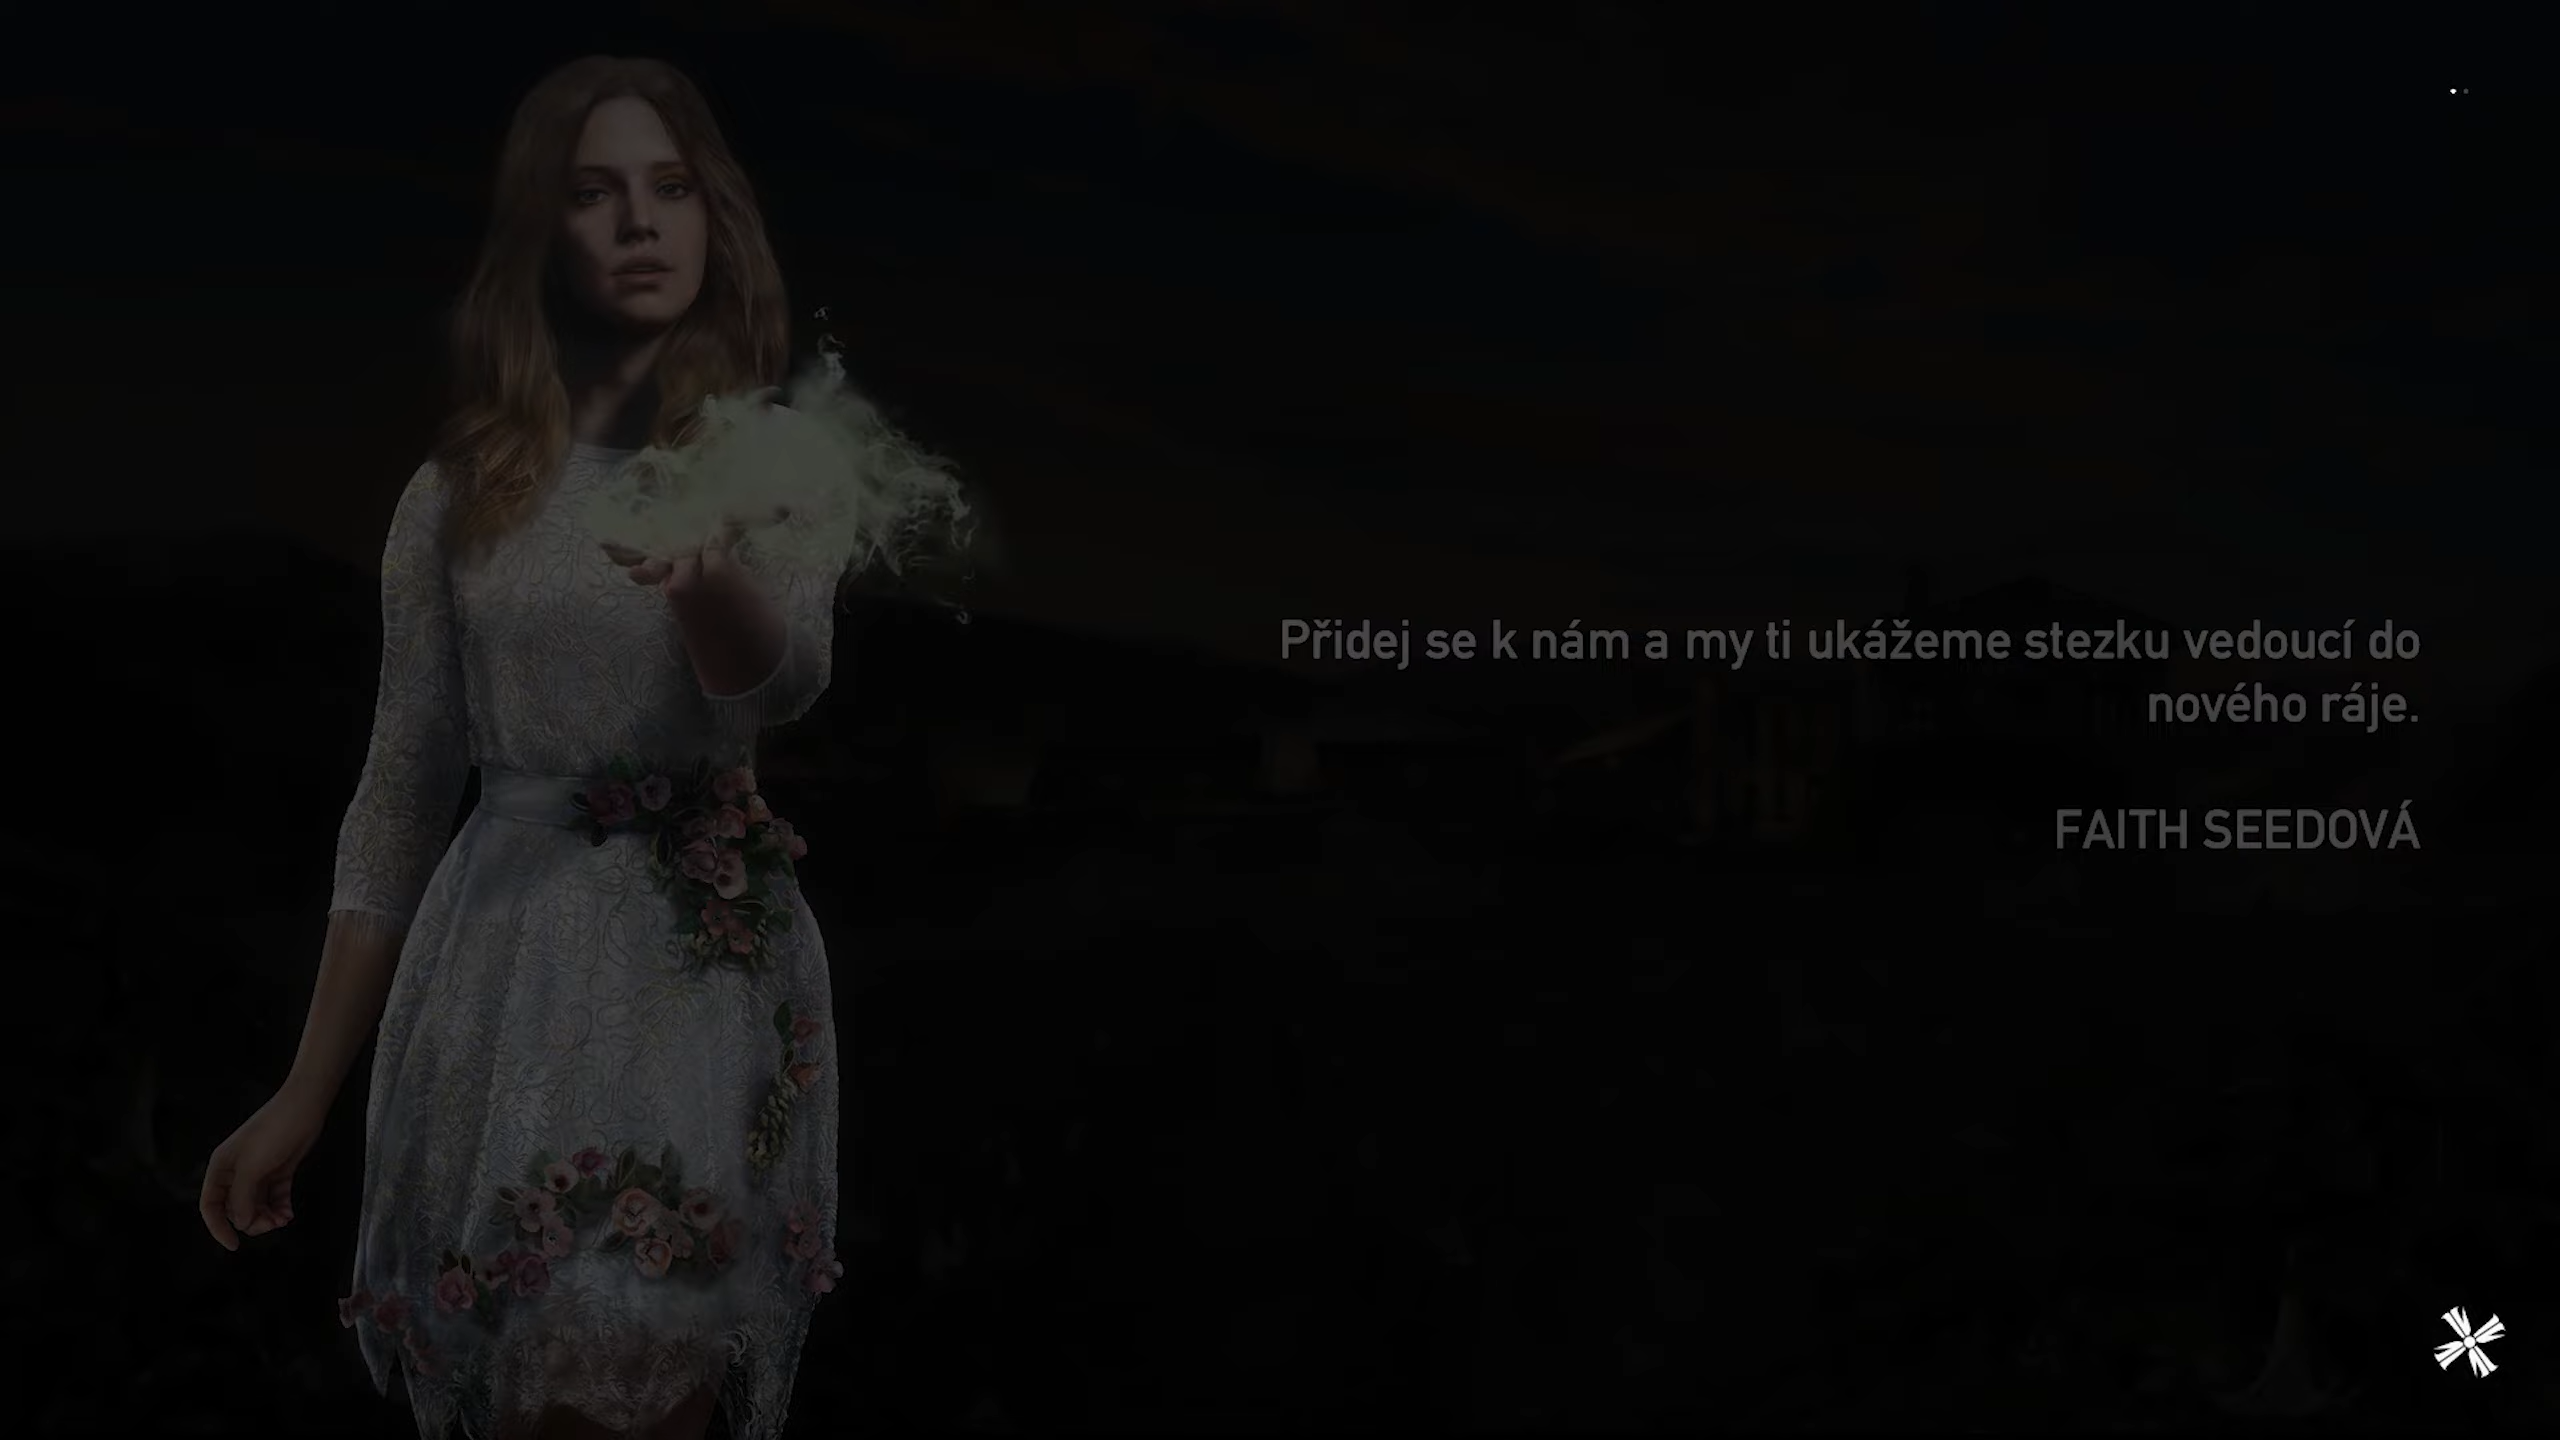 Přidej se k nám a my ti ukážeme stezku vedoucí do
nového ráje.
FAITH SEEDOVÁ